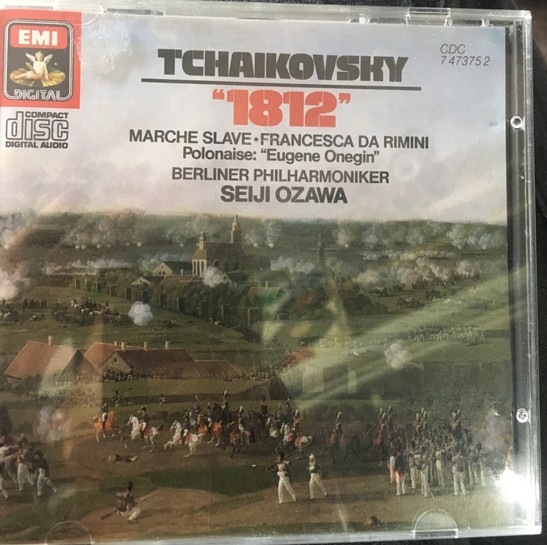 EMI
DIGITAL
COMPACT
disc
DIGITAL AUDIO
TCHAIKOVSKY
CDC
7 47375 2
"1812"
MARCHE SLAVE • FRANCESCA DA RIMINI
Polonaise: "Eugene Onegin"
BERLINER PHILHARMONIKER
SEIJI OZAWA